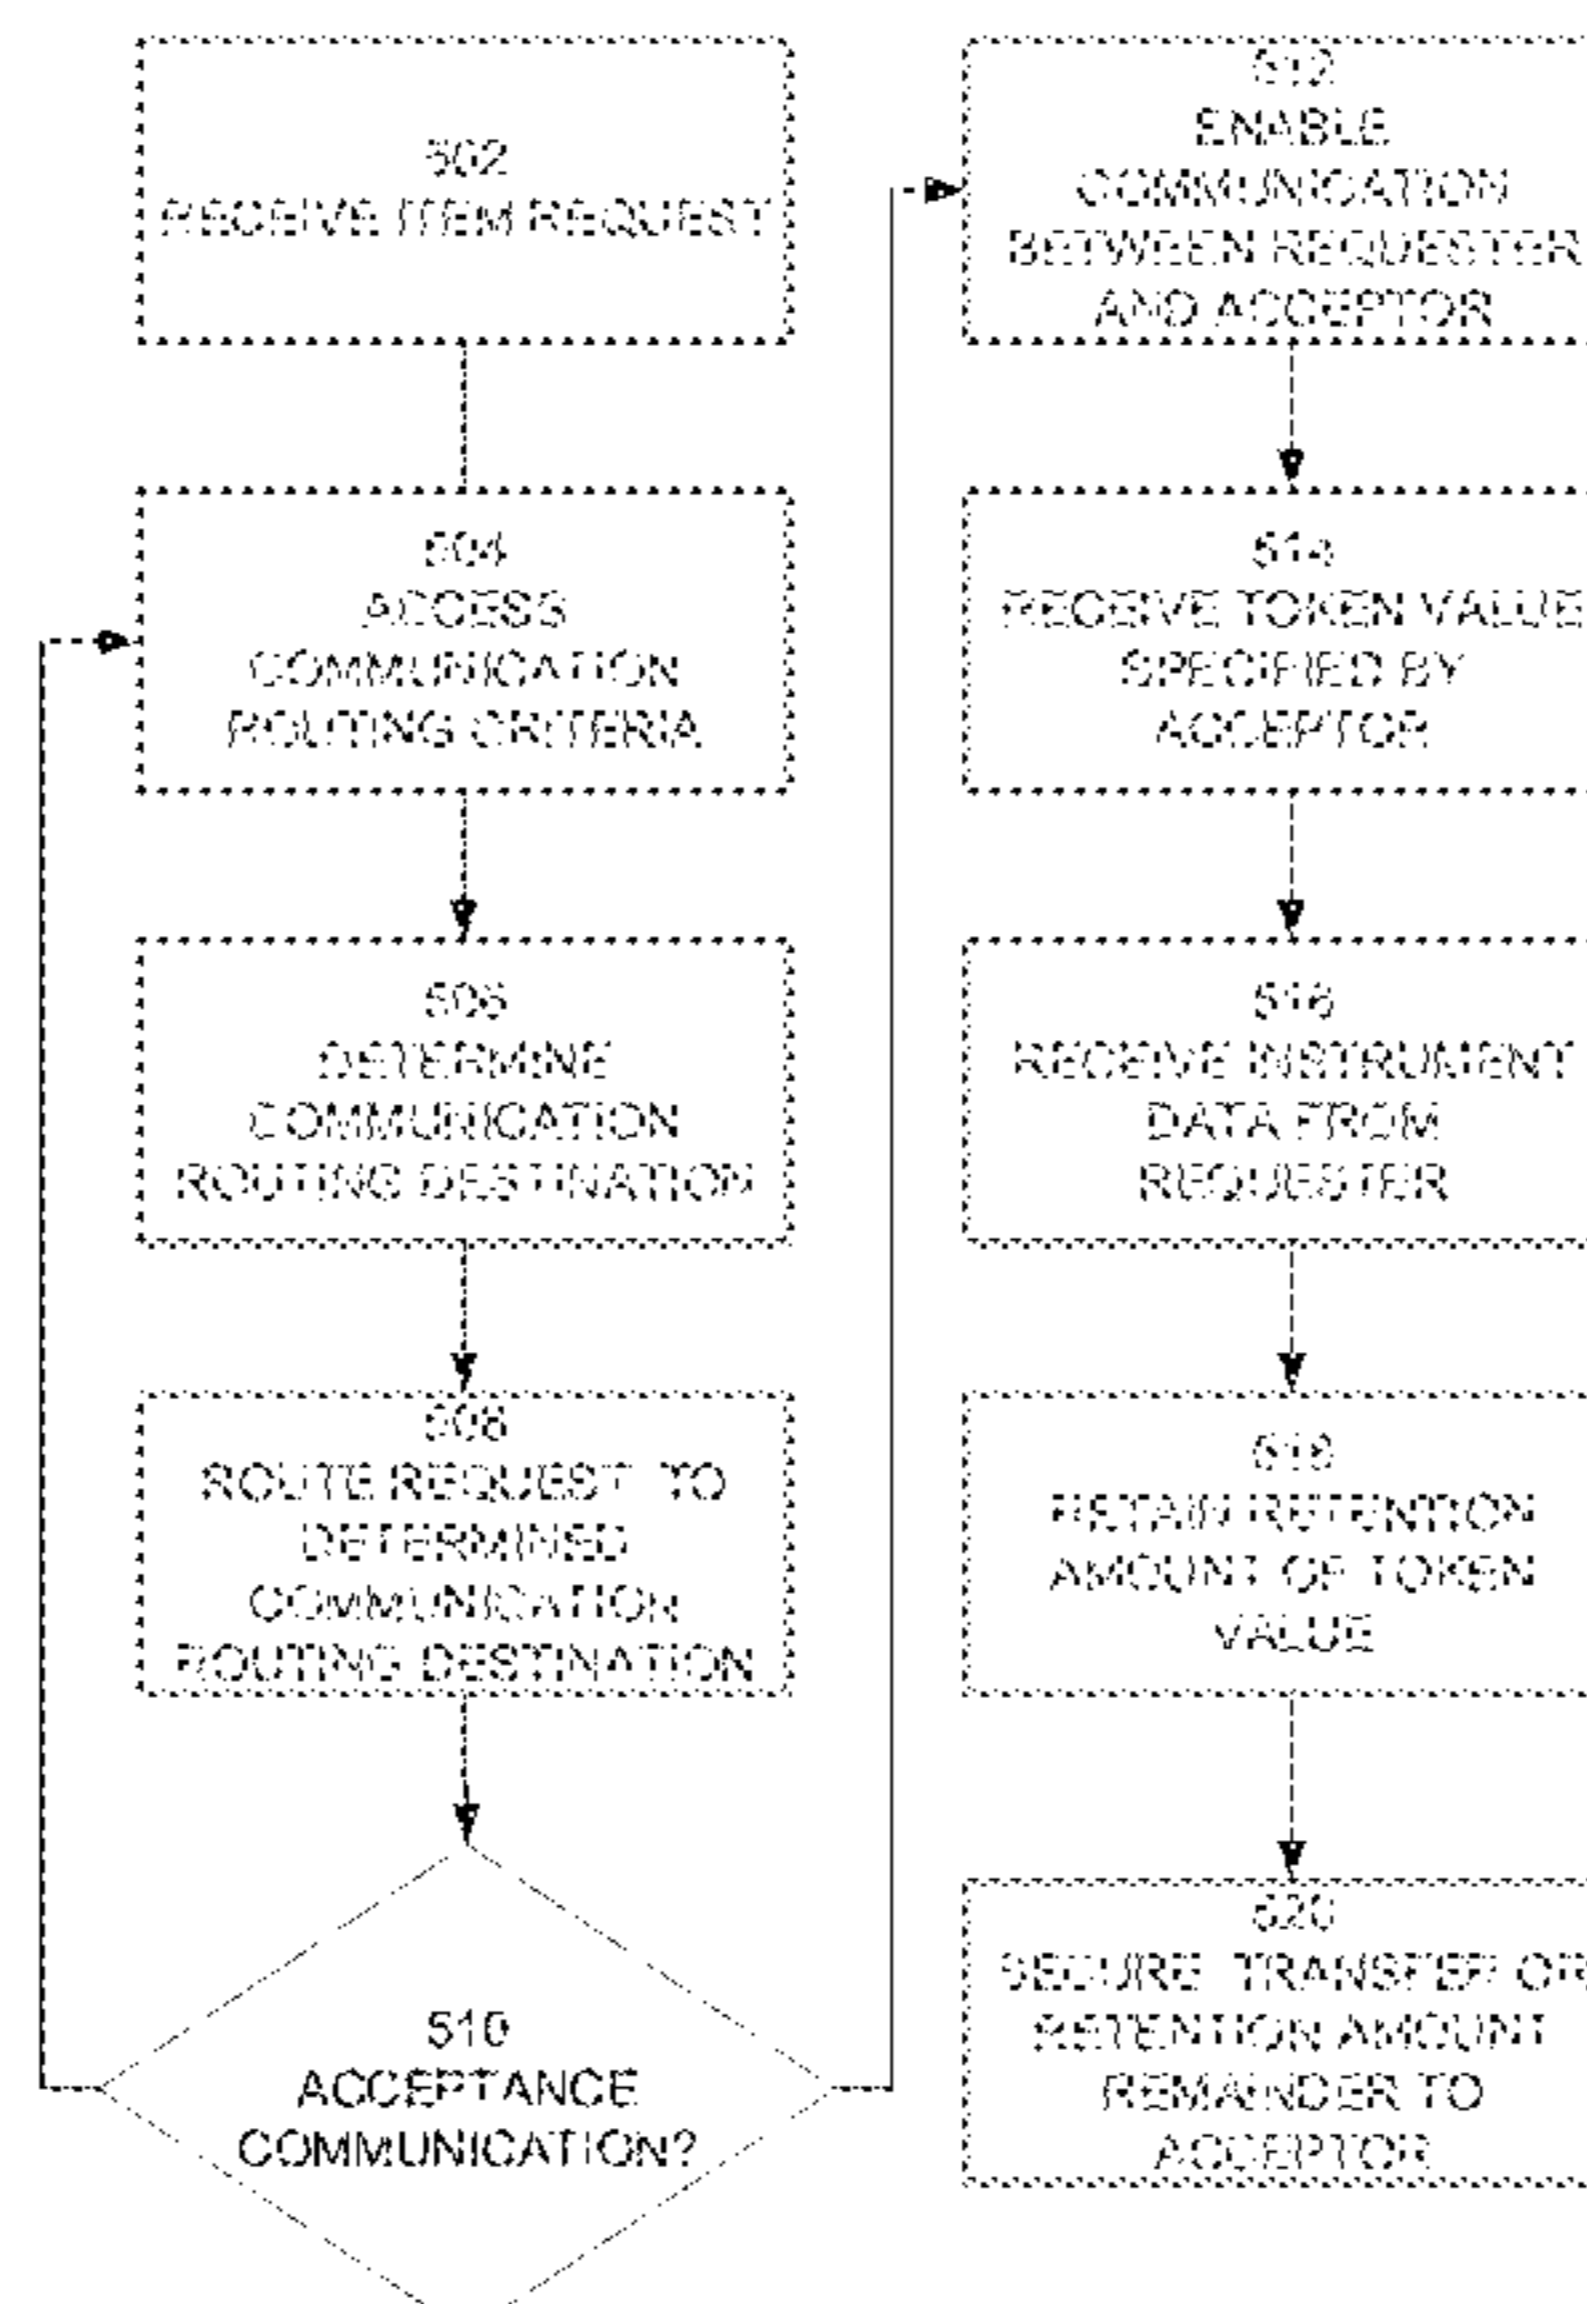 502
RECEIVE ITEM REQUEST
504
ACCESS
COMMUNICATION
ROUTING CRITERIA
506
DETERMINE
COMMUNICATION
ROUTING DESTINATION
508
ROUTE REQUEST TO
DETERMINED
COMMUNICATION
ROUTING DESTINATION
510
ACCEPTANCE
COMMUNICATION?
512
ENABLE
COMMUNICATION
BETWEEN REQUESTER
AND ACCEPTOR
514
RECEIVE TOKEN VALUE
SPECIFIED BY
ACCEPTOR
516
RECEIVE INSTRUMENT
DATA FROM
REQUESTER
518
RETAIN RETENTION
AMOUNT OF TOKEN
VALUE
520
SECURE TRANSFER OF
RETENTION AMOUNT
REMAINDER TO
ACCEPTOR